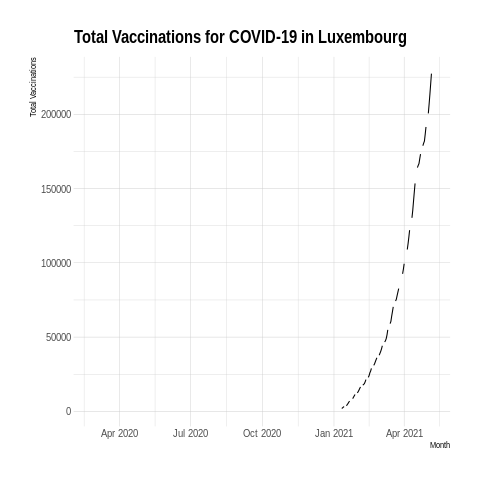 Total Vaccinations for COVID-19 in Luxembourg
Total Vaccinations
200000
150000
100000
50000
0
Apr 2020 Jul 2020 Oct 2020 Jan 2021 Apr 2021
Month